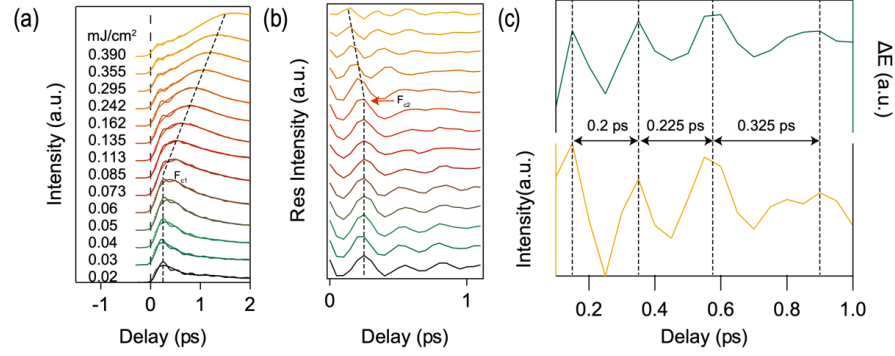 (a)
mJ/cm²
0.390
0.355
0.295
0.242
0.162
0.135
0.113
0.085
0.073
0.06
0.05
0.04
0.03
0.02
Intensity (a.u.)
Fc1
-1 0 1 2
Delay (ps)
(b)
Res Intensity (a.u.)
Fc2
0 1
Delay (ps)
(c)
ΔE (a.u.)
0.2 ps 0.225 ps 0.325 ps
Intensity(a.u.)
0.2 0.4 0.6 0.8 1.0
Delay (ps)